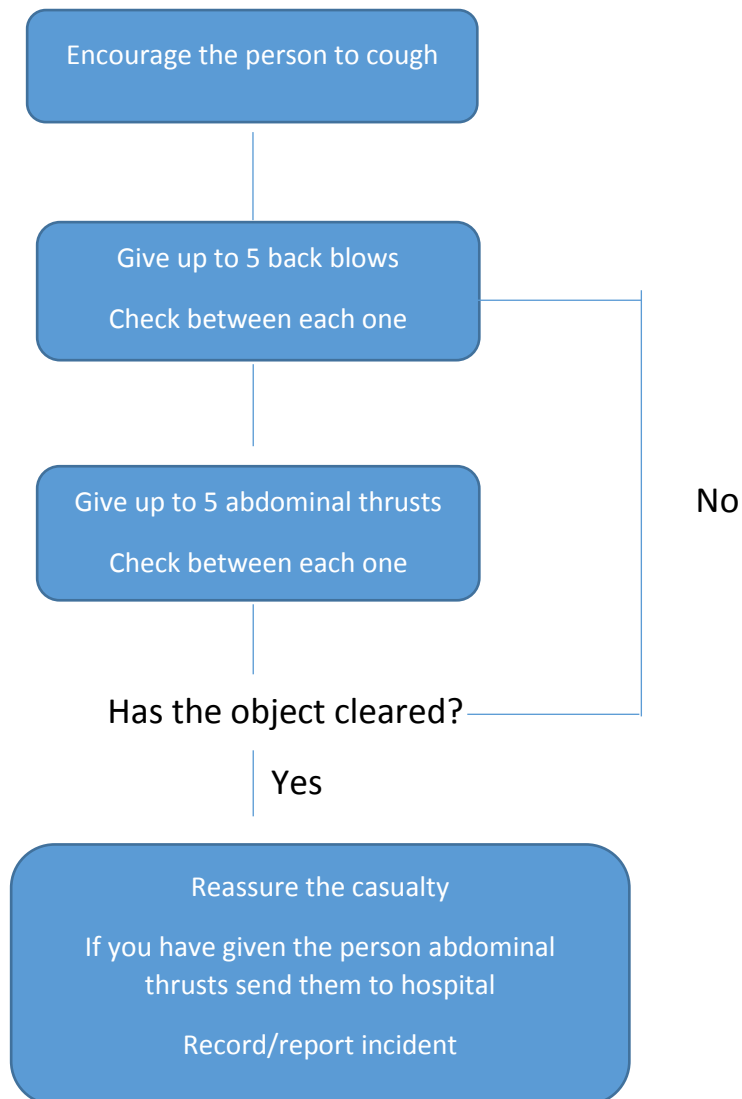 Encourage the person to cough
Give up to 5 back blows
Check between each one
Give up to 5 abdominal thrusts
Check between each one
No
Has the object cleared?
Yes
Reassure the casualty
If you have given the person abdominal
thrusts send them to hospital
Record/report incident